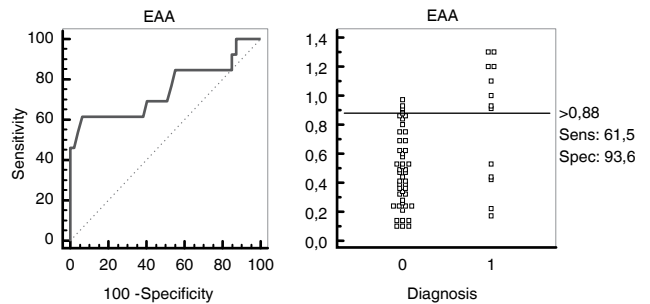 EAA
100
80
60
40
20
0
Sensitivity
0 20 40 60 80 100
100 -Specificity
EAA
1,4
1,2
1,0
0,8
0,6
0,4
0,2
0,0
>0,88
Sens: 61,5
Spec: 93,6
0 1
Diagnosis